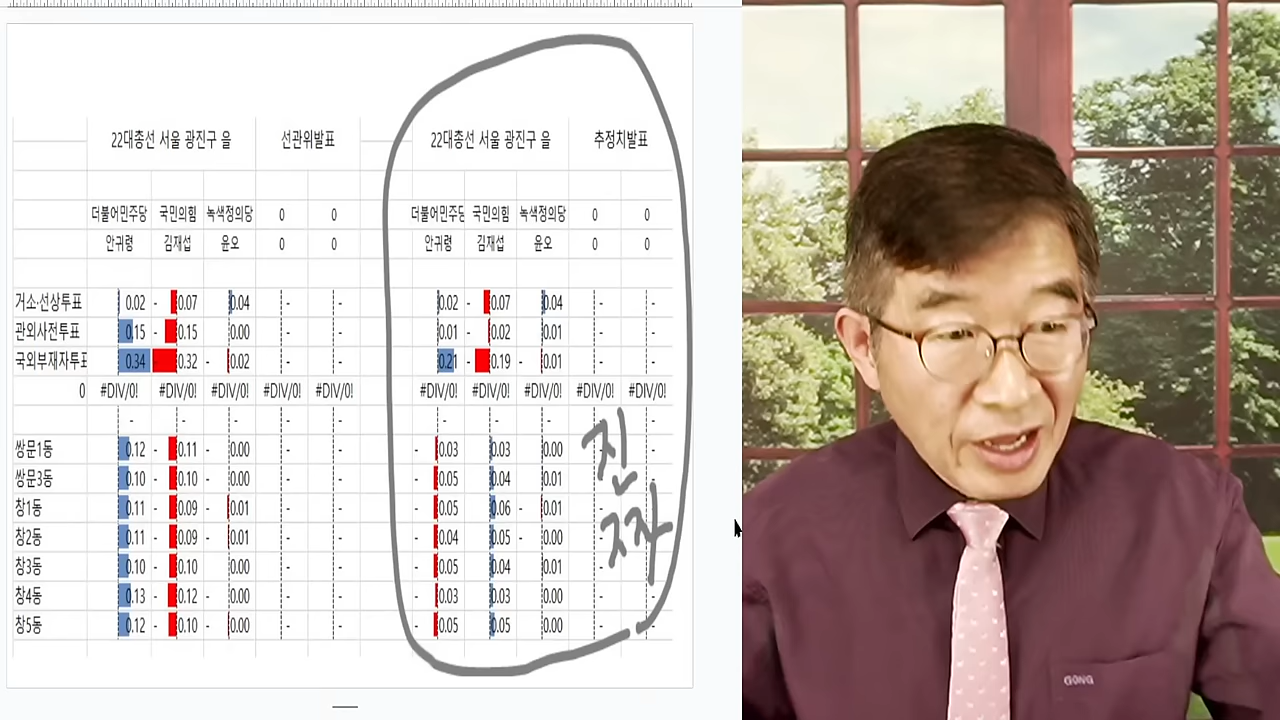 22대총선 서울 광진구 을 선관위발표 22대총선 서울 광진구 을 추정치발표
더불어민주당 국민의힘 녹색정의당 0 0 더불어민주당 국민의힘 녹색정의당 0 0
안귀령 김재섭 윤오 0 0 안귀령 김재섭 윤오 0 0
거소·선상투표 0.02 - 0.07 0.04 - - 0.02 - 0.07 0.04 - -
관외사전투표 0.15 - 0.15 0.00 - - 0.01 - 0.02 0.01 - -
국외부재자투표 0.34 - 0.32 - 0.02 - - 0.21 - 0.19 - 0.01 - -
0 #DIV/0! #DIV/0! #DIV/0! #DIV/0! #DIV/0! #DIV/0! #DIV/0! #DIV/0! #DIV/0! #DIV/0!
- - - - - - - - - -
쌍문1동 0.12 - 0.11 - 0.00 - - - 0.03 0.03 0.00 - -
쌍문3동 0.10 - 0.10 - 0.00 - - - 0.05 0.04 0.01 - -
창1동 0.11 - 0.09 - 0.01 - - - 0.05 0.06 - 0.01 - -
창2동 0.11 - 0.09 - 0.01 - - - 0.04 0.05 - 0.00 - -
창3동 0.10 - 0.10 - 0.00 - - - 0.05 0.04 0.01 - -
창4동 0.13 - 0.12 - 0.00 - - - 0.03 0.03 0.00 - -
창5동 0.12 - 0.10 - 0.00 - - - 0.05 0.05 0.00 - -
진
짜
GONG